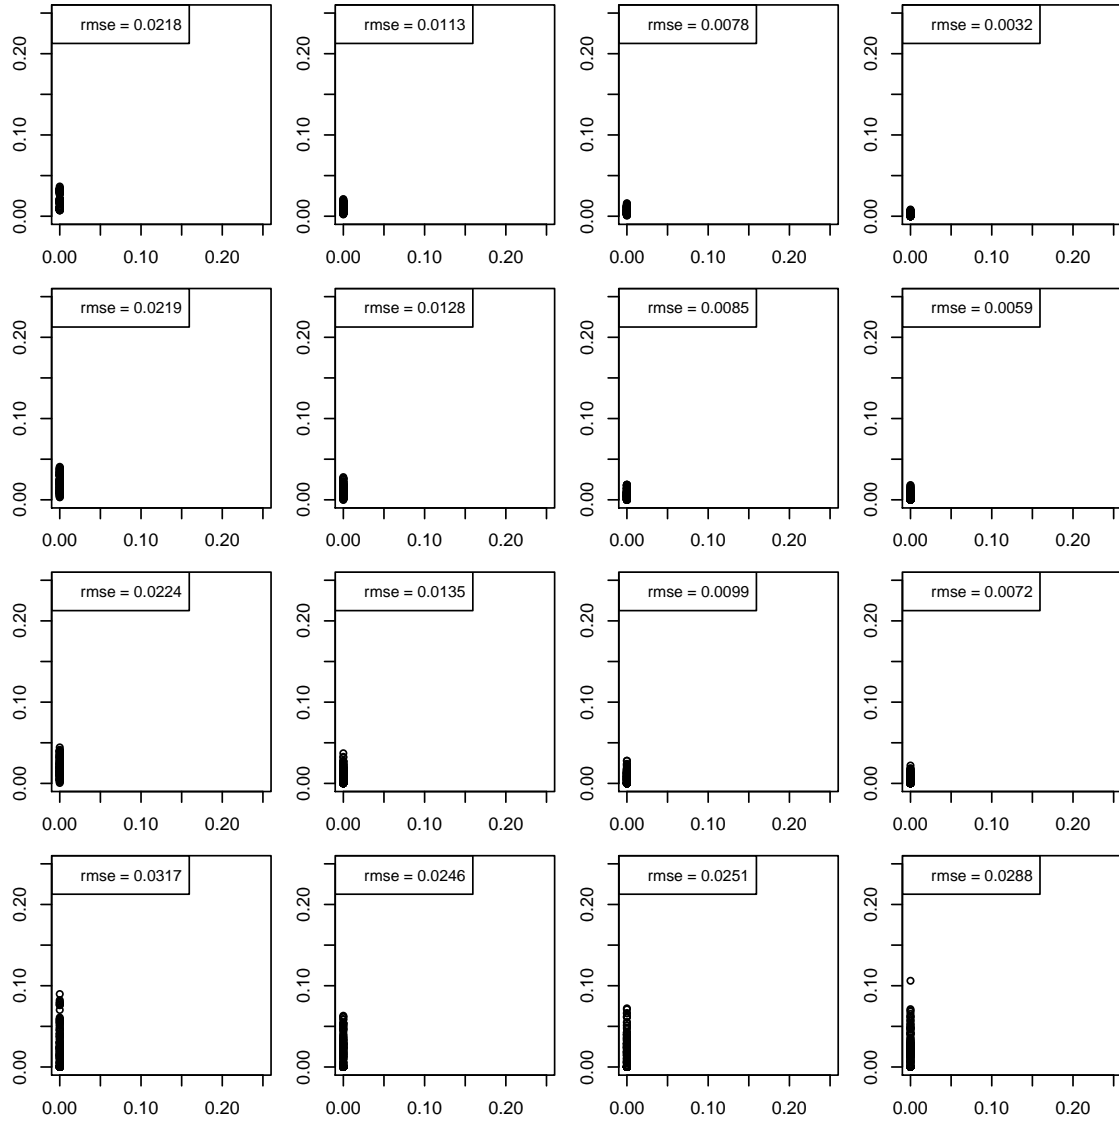 rmse = 0.0218
0.00 0.10 0.20
0.00 0.10 0.20
rmse = 0.0113
0.00 0.10 0.20
0.00 0.10 0.20
rmse = 0.0078
0.00 0.10 0.20
0.00 0.10 0.20
rmse = 0.0032
0.00 0.10 0.20
0.00 0.10 0.20
rmse = 0.0219
0.00 0.10 0.20
0.00 0.10 0.20
rmse = 0.0128
0.00 0.10 0.20
0.00 0.10 0.20
rmse = 0.0085
0.00 0.10 0.20
0.00 0.10 0.20
rmse = 0.0059
0.00 0.10 0.20
0.00 0.10 0.20
rmse = 0.0224
0.00 0.10 0.20
0.00 0.10 0.20
rmse = 0.0135
0.00 0.10 0.20
0.00 0.10 0.20
rmse = 0.0099
0.00 0.10 0.20
0.00 0.10 0.20
rmse = 0.0072
0.00 0.10 0.20
0.00 0.10 0.20
rmse = 0.0317
0.00 0.10 0.20
0.00 0.10 0.20
rmse = 0.0246
0.00 0.10 0.20
0.00 0.10 0.20
rmse = 0.0251
0.00 0.10 0.20
0.00 0.10 0.20
rmse = 0.0288
0.00 0.10 0.20
0.00 0.10 0.20